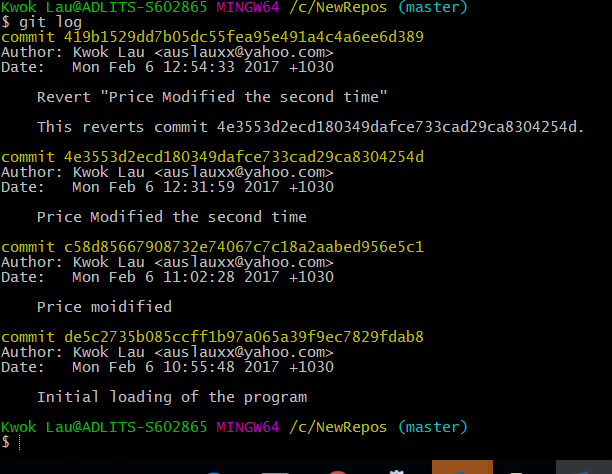 Kwok Lau@ADLITS-S602865 MINGW64 /c/NewRepos (master)
$ git log
commit 419b1529dd7b05dc55fea95e491a4c4a6ee6d389
Author: Kwok Lau <auslauxx@yahoo.com>
Date:   Mon Feb 6 12:54:33 2017 +1030
Revert "Price Modified the second time"
This reverts commit 4e3553d2ecd180349dafce733cad29ca8304254d.
commit 4e3553d2ecd180349dafce733cad29ca8304254d
Author: Kwok Lau <auslauxx@yahoo.com>
Date:   Mon Feb 6 12:31:59 2017 +1030
Price Modified the second time
commit c58d85667908732e74067c7c18a2aabed956e5c1
Author: Kwok Lau <auslauxx@yahoo.com>
Date:   Mon Feb 6 11:02:28 2017 +1030
Price moidified
commit de5c2735b085ccff1b97a065a39f9ec7829fdab8
Author: Kwok Lau <auslauxx@yahoo.com>
Date:   Mon Feb 6 10:55:48 2017 +1030
Initial loading of the program
Kwok Lau@ADLITS-S602865 MINGW64 /c/NewRepos (master)
$